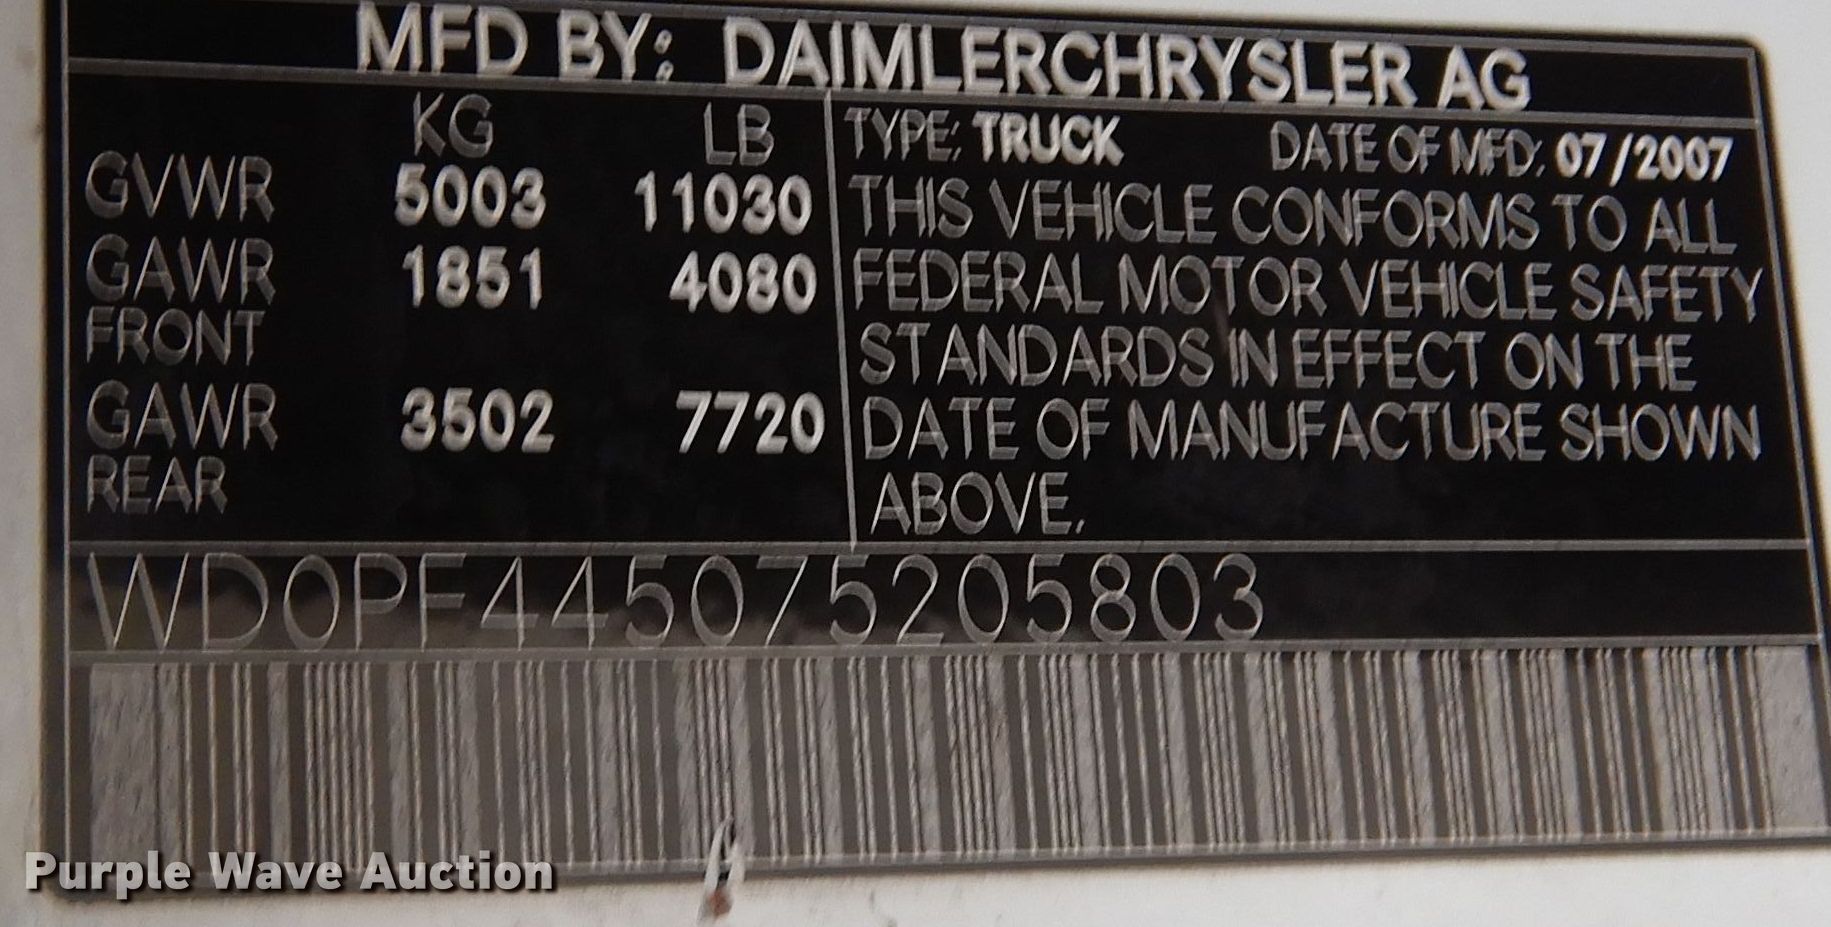 MFD BY: DAIMLERCHRYSLER AG
KG LB
GVWR 5003 11030
GAWR 1851 4080
FRONT
GAWR 3502 7720
REAR
TYPE: TRUCK DATE OF MFD: 07/2007
THIS VEHICLE CONFORMS TO ALL
FEDERAL MOTOR VEHICLE SAFETY
STANDARDS IN EFFECT ON THE
DATE OF MANUFACTURE SHOWN
ABOVE.
WD0PF445075205803
Purple Wave Auction